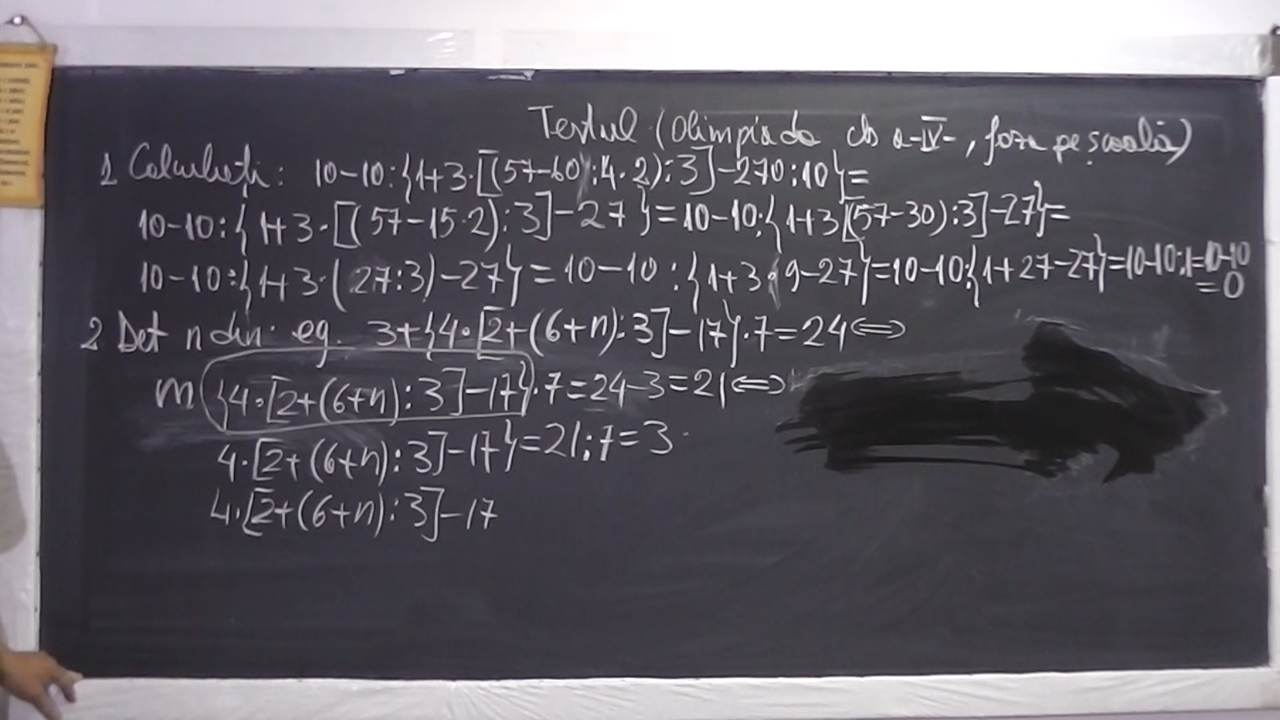 Testul (Olimpiada cls a-IV-a, faza pe școală)
1 Calculați: 10-10:{1+3·[(57-60:4·2):3]-270:10}=
10-10:{1+3·[(57-15·2):3]-27}=10-10:{1+3[(57-30):3]-27}=
10-10:{1+3·(27:3)-27}=10-10:{1+3·9-27}=10-10:{1+27-27}=10-10:1=10-10
=0
2 Det n din eg. 3+{4·[2+(6+n):3]-17}·7=24⇔
m {4·[2+(6+n):3]-17}·7=24-3=21⇔
4·[2+(6+n):3]-17}=21:7=3
4·[2+(6+n):3]-17